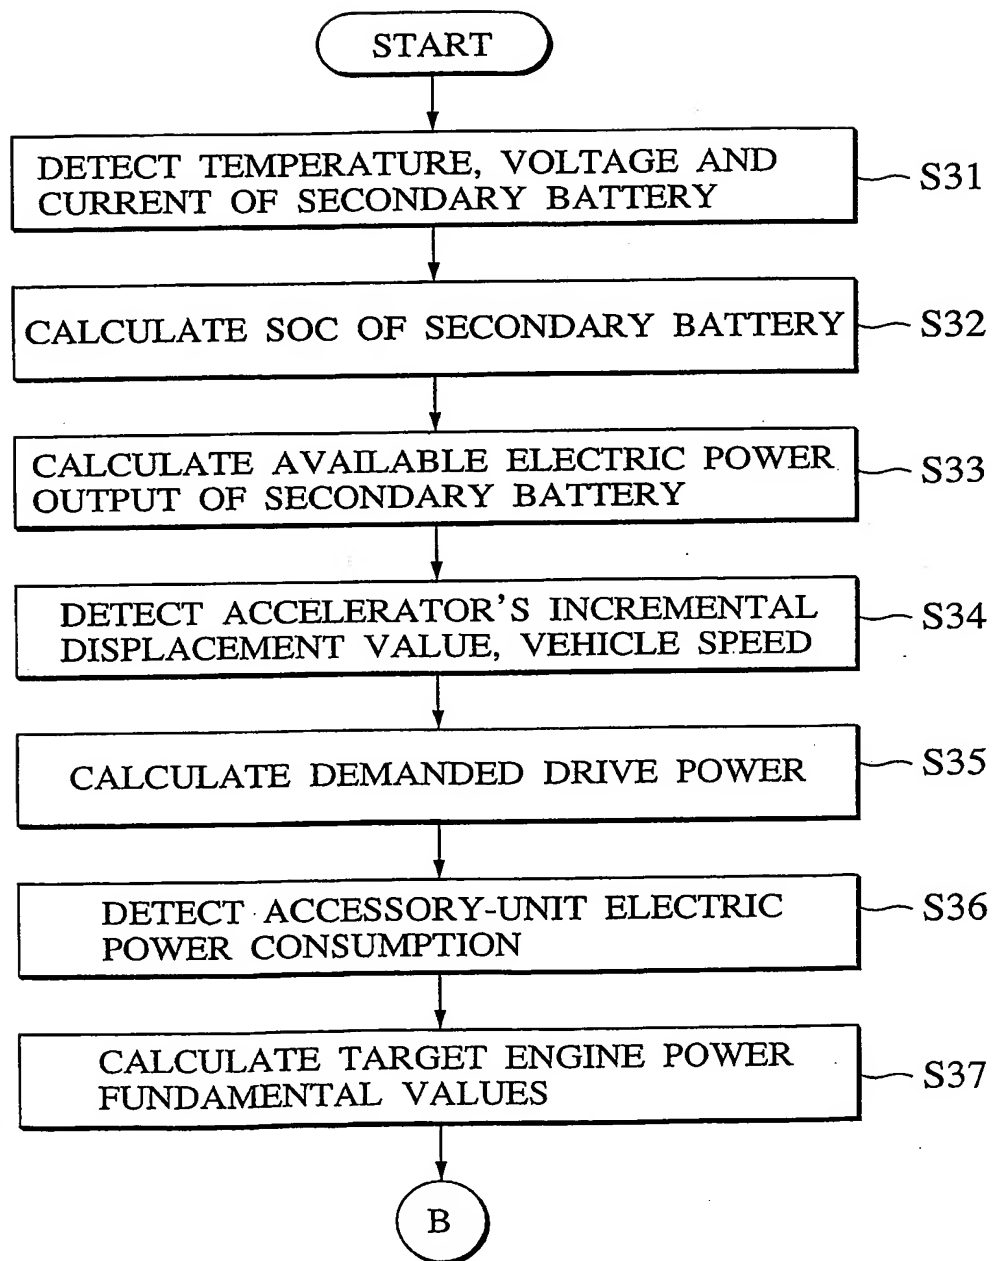 START
DETECT TEMPERATURE, VOLTAGE AND
CURRENT OF SECONDARY BATTERY
S31
CALCULATE SOC OF SECONDARY BATTERY
S32
CALCULATE AVAILABLE ELECTRIC POWER
OUTPUT OF SECONDARY BATTERY
S33
DETECT ACCELERATOR'S INCREMENTAL
DISPLACEMENT VALUE, VEHICLE SPEED
S34
CALCULATE DEMANDED DRIVE POWER
S35
DETECT ACCESSORY-UNIT ELECTRIC
POWER CONSUMPTION
S36
CALCULATE TARGET ENGINE POWER
FUNDAMENTAL VALUES
S37
B